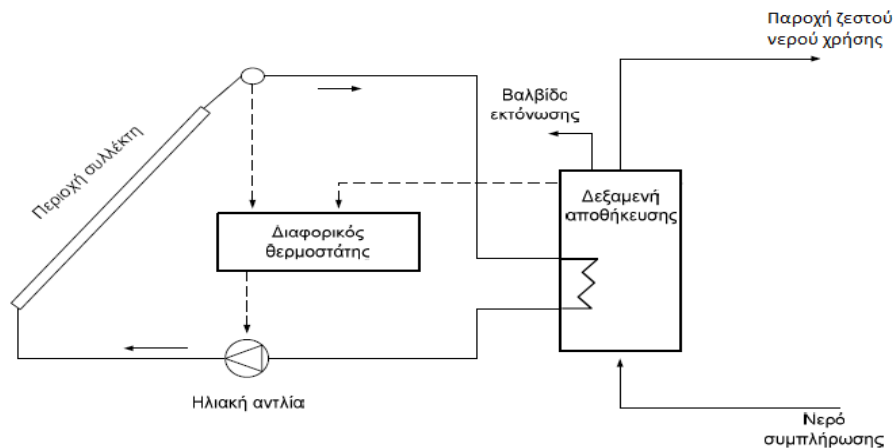 Παροχή ζεστού
νερού χρήσης
Βαλβίδα
εκτόνωσης
Περιοχή συλλέκτη
Δεξαμενή
αποθήκευσης
Διαφορικός
θερμοστάτης
Ηλιακή αντλία
Νερό
συμπλήρωσης